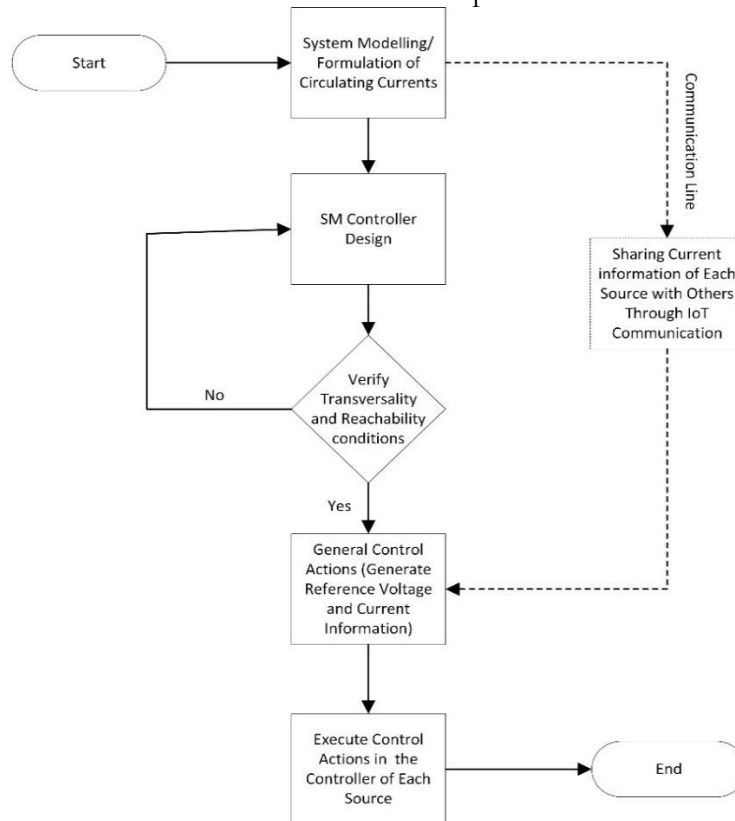 Start
System Modelling/
Formulation of
Circulating Currents
Communication Line
SM Controller
Design
Sharing Current
information of Each
Source with Others
Through IoT
Communication
Verify
Transversality
and Reachability
conditions
No
Yes
General Control
Actions (Generate
Reference Voltage
and Current
Information)
Execute Control
Actions in the
Controller of Each
Source
End